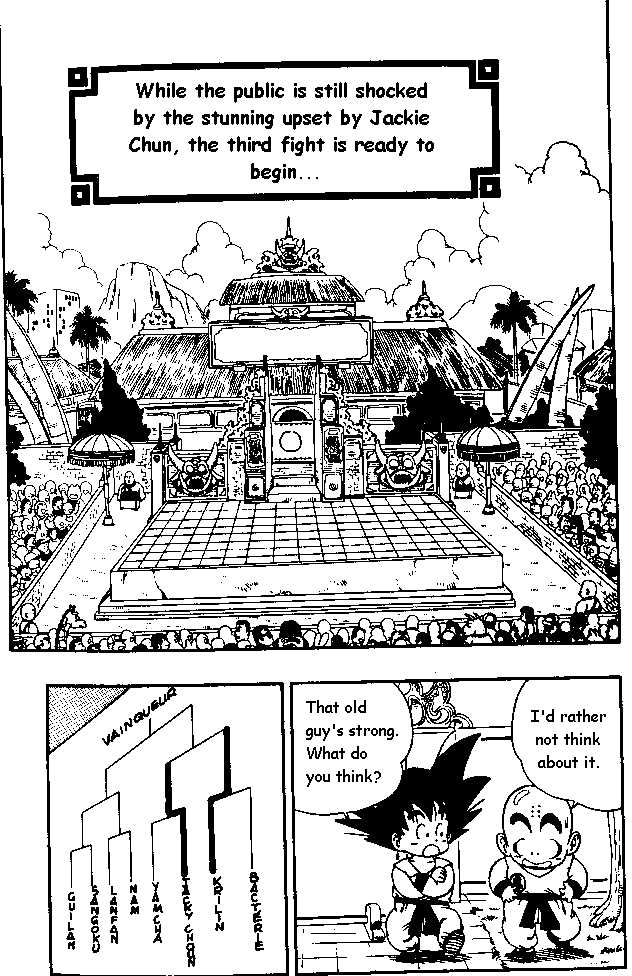 While the public is still shocked
by the stunning upset by Jackie
Chun, the third fight is ready to
begin...
VAINQUEUR
GUILAN
SANGOKU
LANFAN
NAM
YAMCHA
JACKY CHOUN
KRILIN
BACTERIE
That old
guy's strong.
What do
you think?
I'd rather
not think
about it.